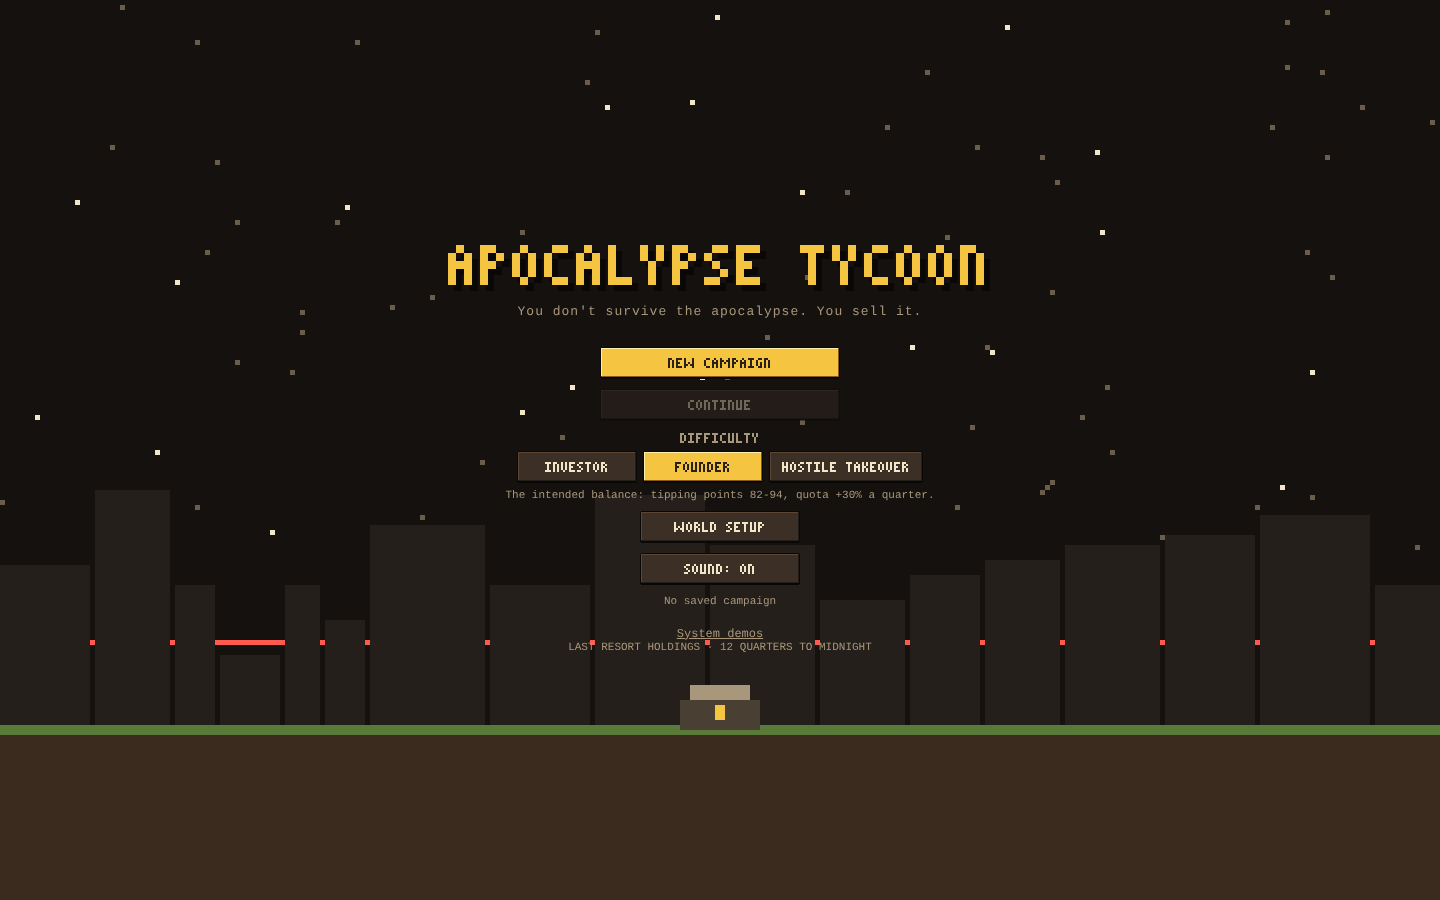 APOCALYPSE TYCOON
You don't survive the apocalypse. You sell it.
NEW CAMPAIGN
CONTINUE
DIFFICULTY
INVESTOR FOUNDER HOSTILE TAKEOVER
The intended balance: tipping points 82-94, quota +30% a quarter.
WORLD SETUP
SOUND: ON
No saved campaign
System demos
LAST RESORT HOLDINGS · 12 QUARTERS TO MIDNIGHT